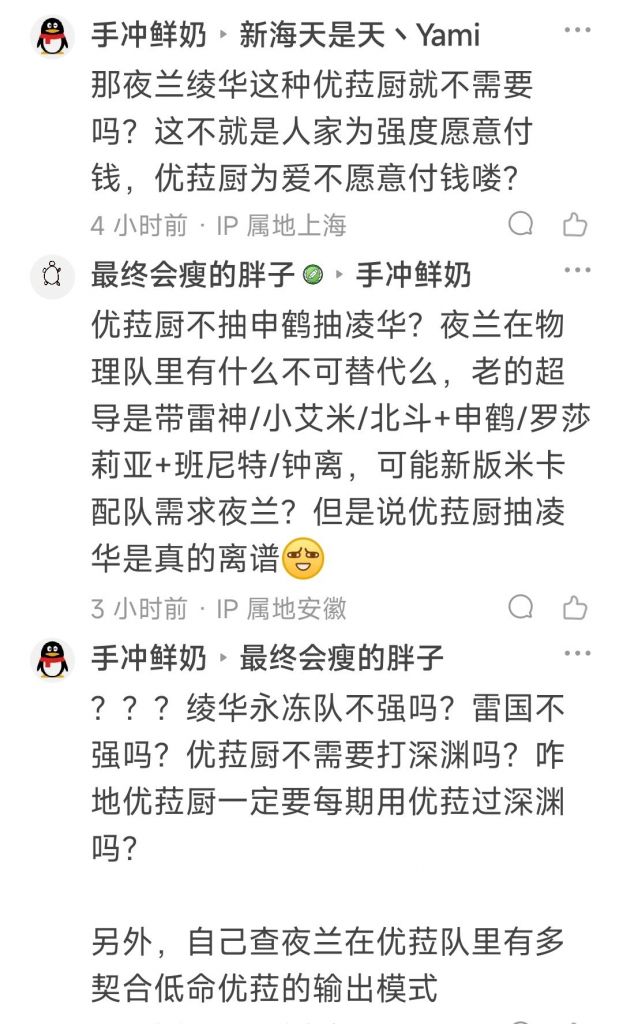 手冲鲜奶 ▸ 新海天是天丶Yami
那夜兰绫华这种优菈厨就不需要
吗？这不就是人家为强度愿意付
钱，优菈厨为爱不愿意付钱喽？
4 小时前 · IP 属地上海
最终会瘦的胖子 ▸ 手冲鲜奶
优菈厨不抽申鹤抽凌华？夜兰在物
理队里有什么不可替代么，老的超
导是带雷神/小艾米/北斗+申鹤/罗莎
莉亚+班尼特/钟离，可能新版米卡
配队需求夜兰？但是说优菈厨抽凌
华是真的离谱
3 小时前 · IP 属地安徽
手冲鲜奶 ▸ 最终会瘦的胖子
？？？绫华永冻队不强吗？雷国不
强吗？优菈厨不需要打深渊吗？咋
地优菈厨一定要每期用优菈过深渊
吗？
另外，自己查夜兰在优菈队里有多
契合低命优菈的输出模式